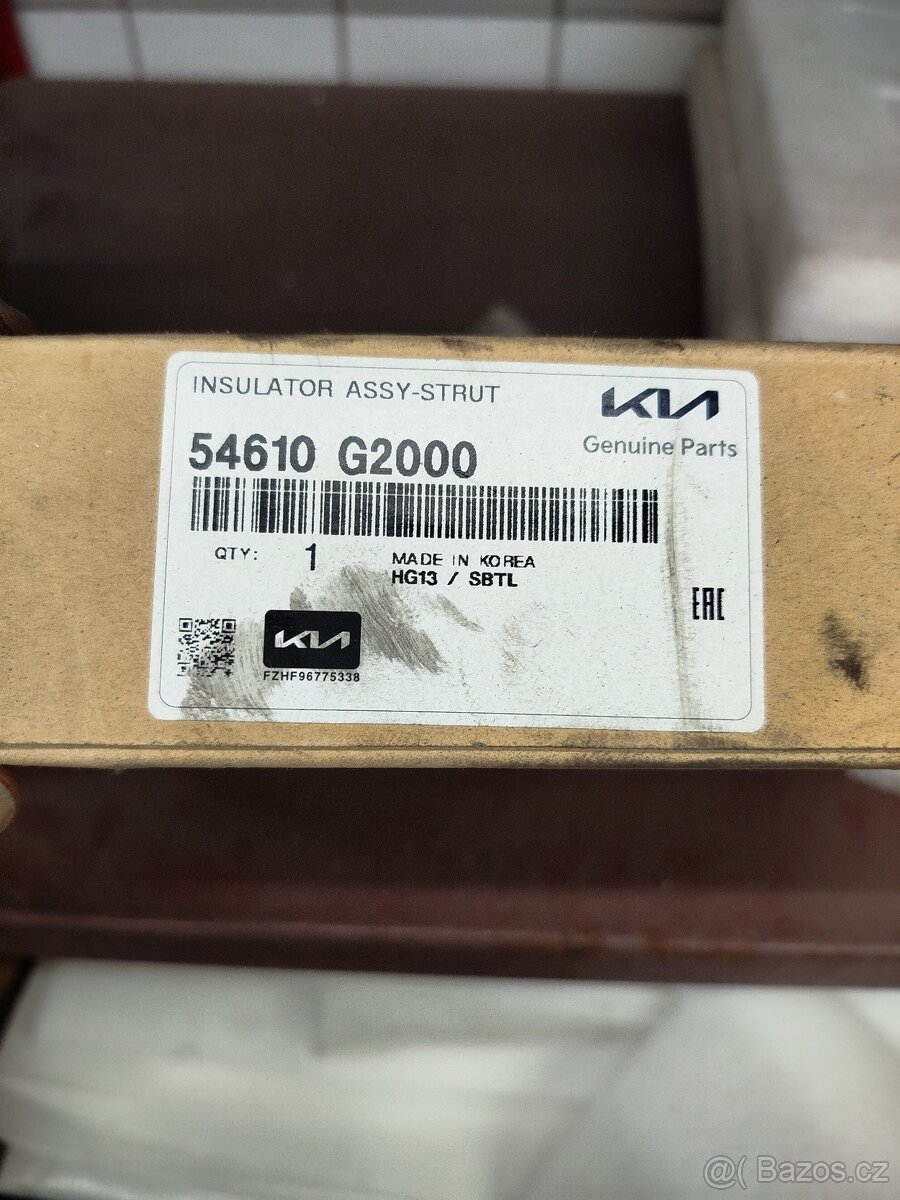 INSULATOR ASSY-STRUT
KIA
Genuine Parts
54610 G2000
QTY: 1
MADE IN KOREA
HG13 / SBTL
EAC
KIA
FZHF96775338
@( Bazos.cz